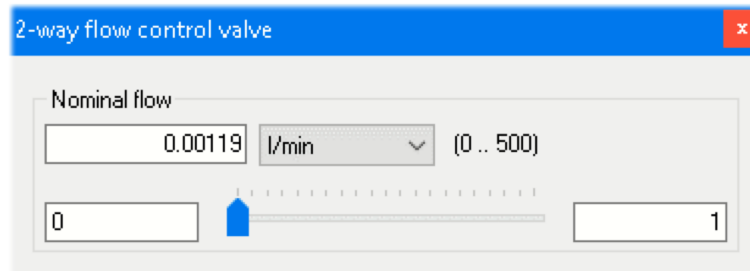 2-way flow control valve x
Nominal flow
0.00119 l/min (0 .. 500)
0 1